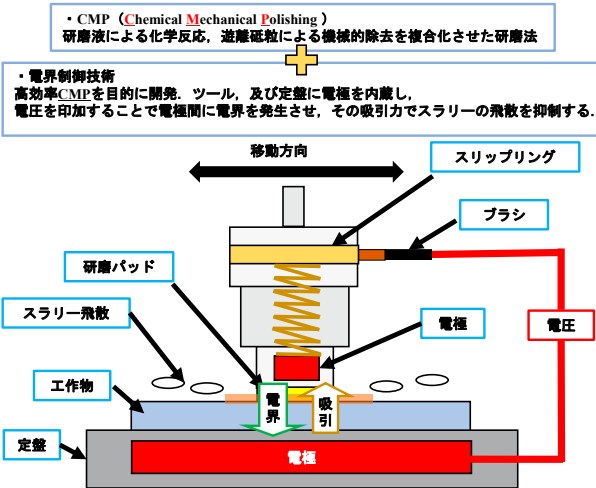 ・CMP（Chemical Mechanical Polishing ）
研磨液による化学反応，遊離砥粒による機械的除去を複合化させた研磨法
・電界制御技術
高効率CMPを目的に開発．ツール，及び定盤に電極を内蔵し，
電圧を印加することで電極間に電界を発生させ，その吸引力でスラリーの飛散を抑制する．
移動方向
スリップリング
ブラシ
研磨パッド
スラリー飛散
電極
電圧
工作物
電界
吸引
定盤
電極